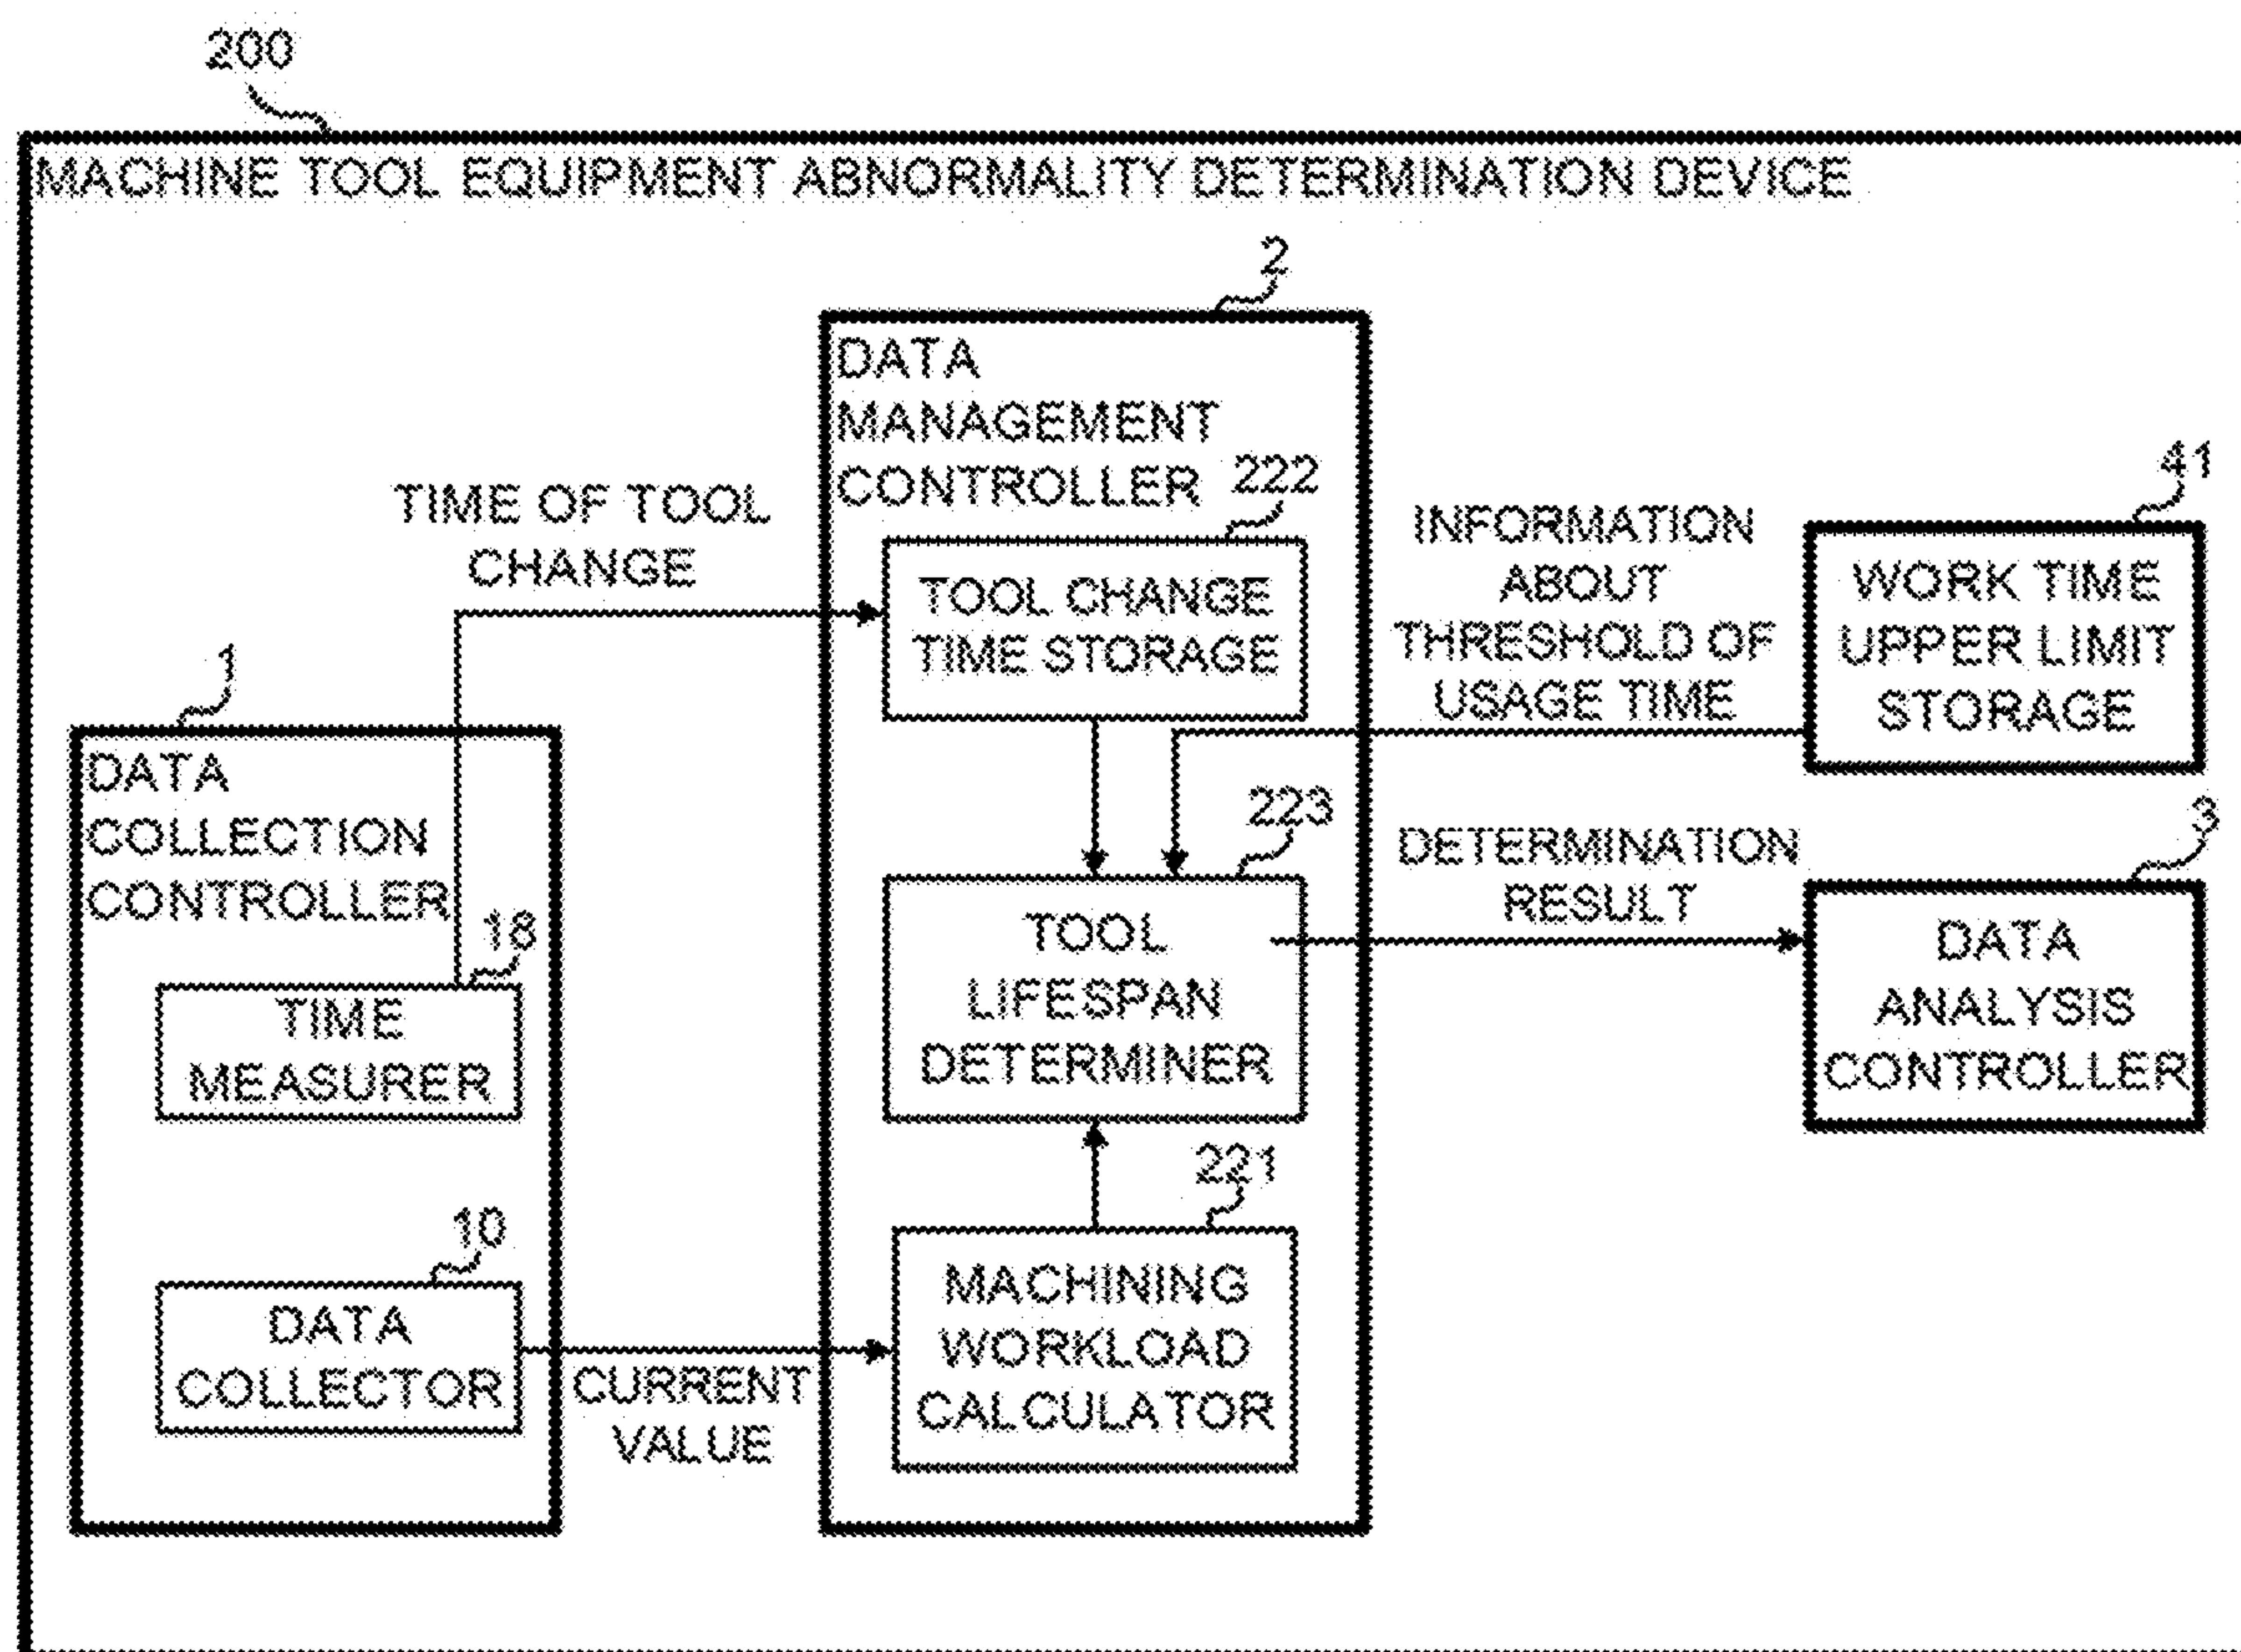 200
MACHINE TOOL EQUIPMENT ABNORMALITY DETERMINATION DEVICE
2
DATA
MANAGEMENT
CONTROLLER
222
TIME OF TOOL
CHANGE
TOOL CHANGE
TIME STORAGE
INFORMATION
ABOUT
THRESHOLD OF
USAGE TIME
41
WORK TIME
UPPER LIMIT
STORAGE
1
DATA
COLLECTION
CONTROLLER
18
TIME
MEASURER
223
TOOL
LIFESPAN
DETERMINER
DETERMINATION
RESULT
3
DATA
ANALYSIS
CONTROLLER
10
DATA
COLLECTOR
CURRENT
VALUE
221
MACHINING
WORKLOAD
CALCULATOR